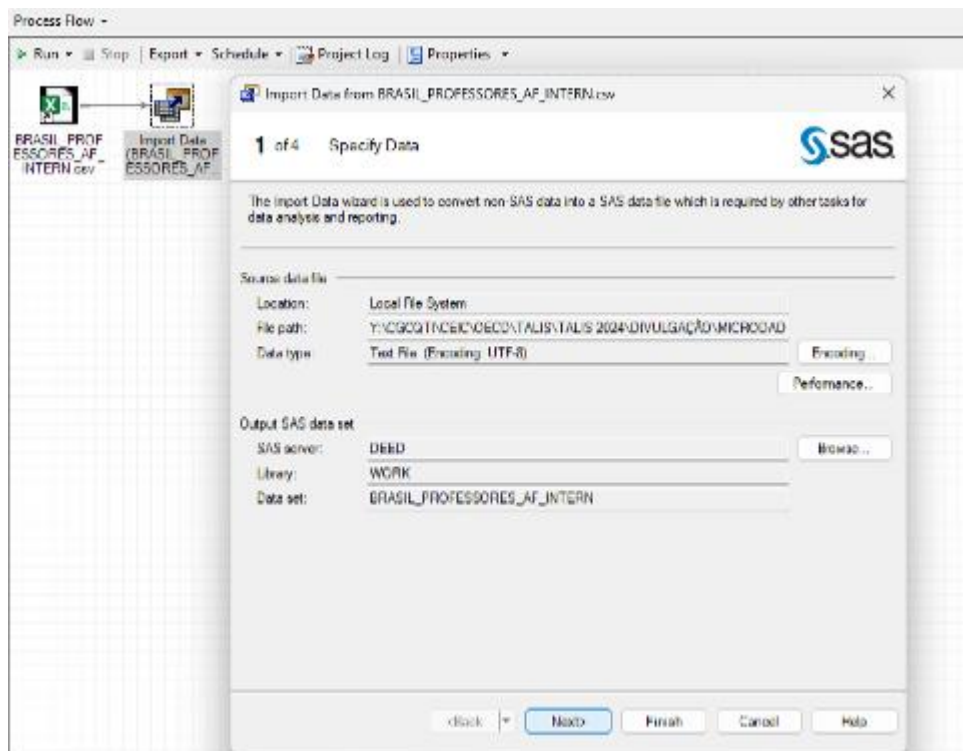 Process Flow
Run Stop Export Schedule Project Log Properties
BRASIL_PROF
ESSORES_AF_
INTERN.csv
Import Data
(BRASIL_PROF
ESSORES_AF_
Import Data from BRASIL_PROFESSORES_AF_INTERN.csv
1 of 4 Specify Data
sas
The Import Data wizard is used to convert non-SAS data into a SAS data file which is required by other tasks for
data analysis and reporting.
Source data file
Location: Local File System
File path: Y:\CGCQTI\CEIC\OECD\TALIS\TALIS 2024\DIVULGAÇÃO\MICRODAD
Data type: Text File (Encoding: UTF-8) Encoding...
Performance...
Output SAS data set
SAS server: DEED Browse...
Library: WORK
Data set: BRASIL_PROFESSORES_AF_INTERN
<Back Next> Finish Cancel Help